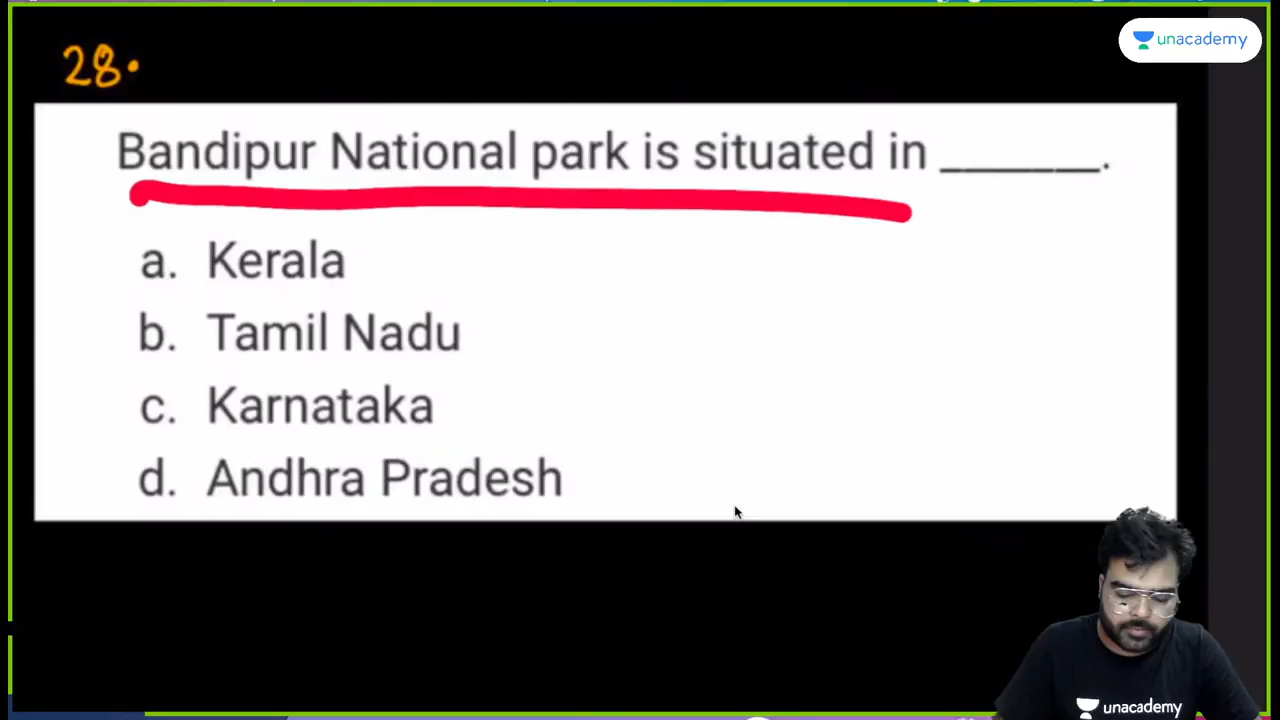 unacademy
28.
Bandipur National park is situated in _______.
a. Kerala
b. Tamil Nadu
c. Karnataka
d. Andhra Pradesh
unacademy